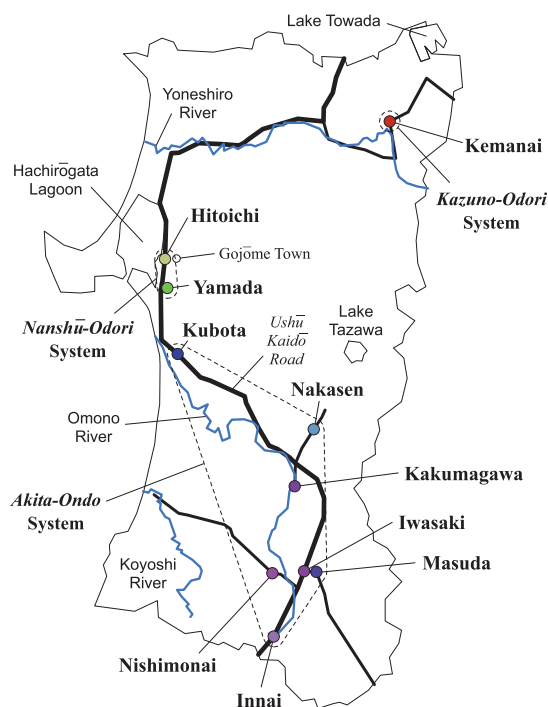 Lake Towada
Yoneshiro
River
Kemanai
Kazuno-Odori
System
Hachirōgata
Lagoon
Hitoichi
Gojōme Town
Yamada
Nanshū-Odori
System
Kubota
Ushū
Kaidō
Road
Lake
Tazawa
Nakasen
Omono
River
Kakumagawa
Akita-Ondo
System
Iwasaki
Koyoshi
River
Masuda
Nishimonai
Innai